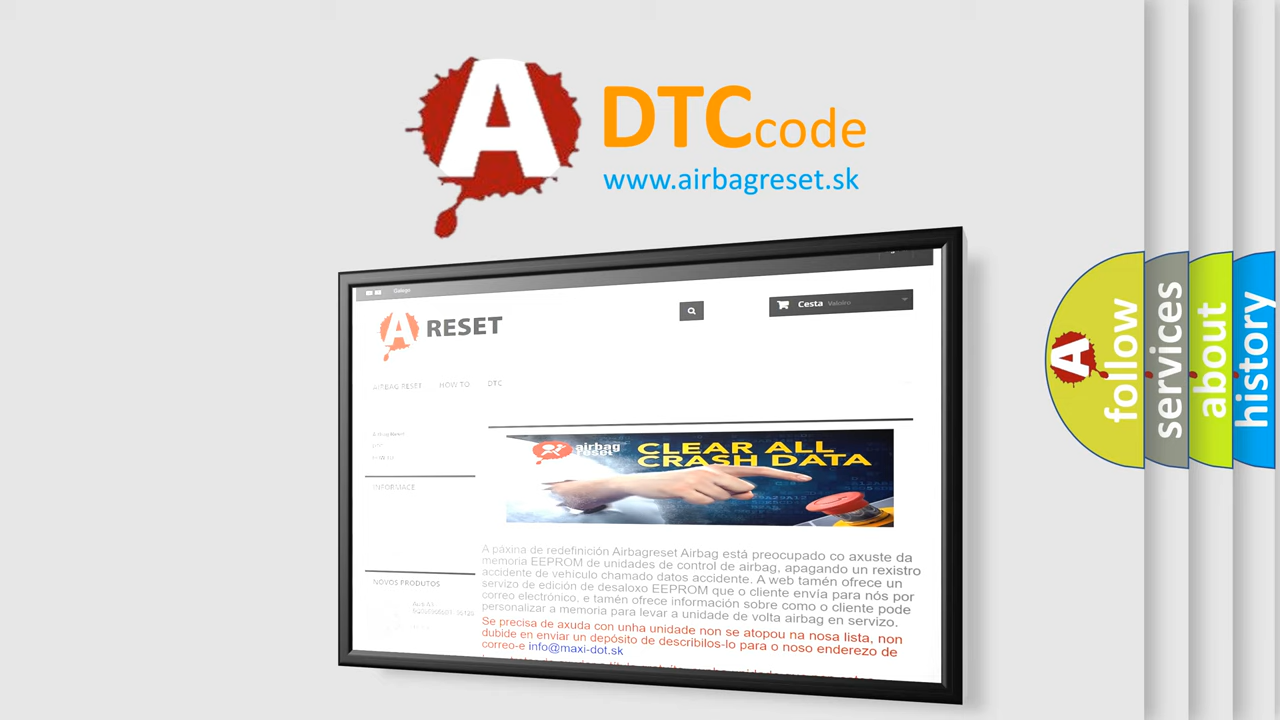 A DTC code
www.airbagreset.sk
Galego
A RESET
Cesta Valeiro
AIRBAG RESET HOW TO DTC
INFORMACE
NOVOS PRODUTOS
airbag
reset
CLEAR ALL
CRASH DATA
A páxina de redefinición Airbagreset Airbag está preocupado co axuste da
memoria EEPROM de unidades de control de airbag, apagando un rexistro
accidente de vehículo chamado datos accidente. A web tamén ofrece un
servizo de edición de desaloxo EEPROM que o cliente envía para nós por
correo electrónico, e tamén ofrece información sobre como o cliente pode
personalizar a memoria para levar a unidade de volta airbag en servizo.
Se precisa de axuda con unha unidade non se atopou na nosa lista, non
dubide en enviar un depósito de describilos-lo para o noso enderezo de
correo-e info@maxi-dot.sk
A follow
services
about
history